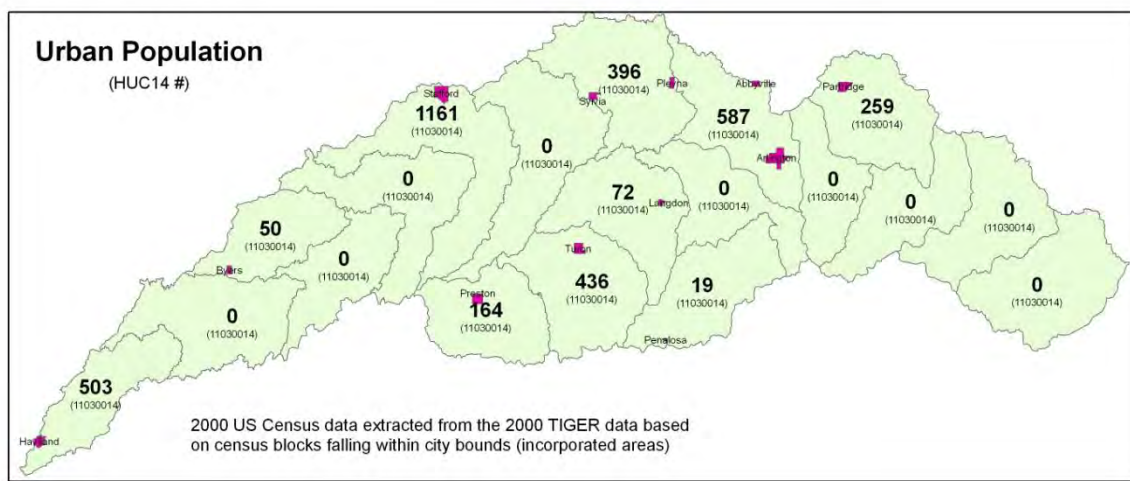 Urban Population
(HUC14 #)
396
(11030014)
Plevna
Abbyville
Partridge
259
(11030014)
Stafford
1161
(11030014)
Sylvia
587
(11030014)
0
(11030014)
Arlington
0
(11030014)
72
(11030014)
Langdon
0
(11030014)
0
(11030014)
0
(11030014)
0
(11030014)
50
(11030014)
Byers
0
(11030014)
Turon
436
(11030014)
19
(11030014)
0
(11030014)
Preston
164
(11030014)
0
(11030014)
Penalosa
503
(11030014)
Haviland
2000 US Census data extracted from the 2000 TIGER data based
on census blocks falling within city bounds (incorporated areas)